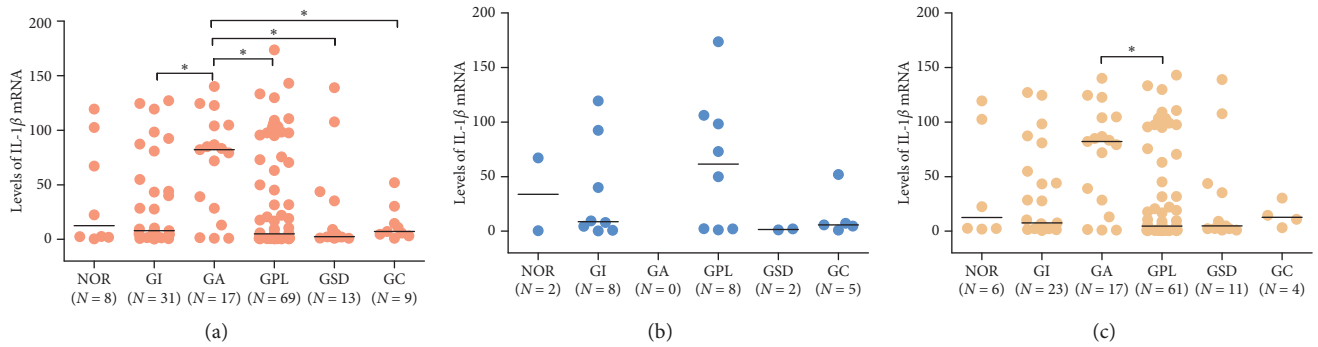 200
150
100
50
0
Levels of IL-1β mRNA
*
*
*
*
NOR GI GA GPL GSD GC
(N = 8) (N = 31) (N = 17) (N = 69) (N = 13) (N = 9)
(a)
200
150
100
50
0
Levels of IL-1β mRNA
NOR GI GA GPL GSD GC
(N = 2) (N = 8) (N = 0) (N = 8) (N = 2) (N = 5)
(b)
200
150
100
50
0
Levels of IL-1β mRNA
*
NOR GI GA GPL GSD GC
(N = 6) (N = 23) (N = 17) (N = 61) (N = 11) (N = 4)
(c)